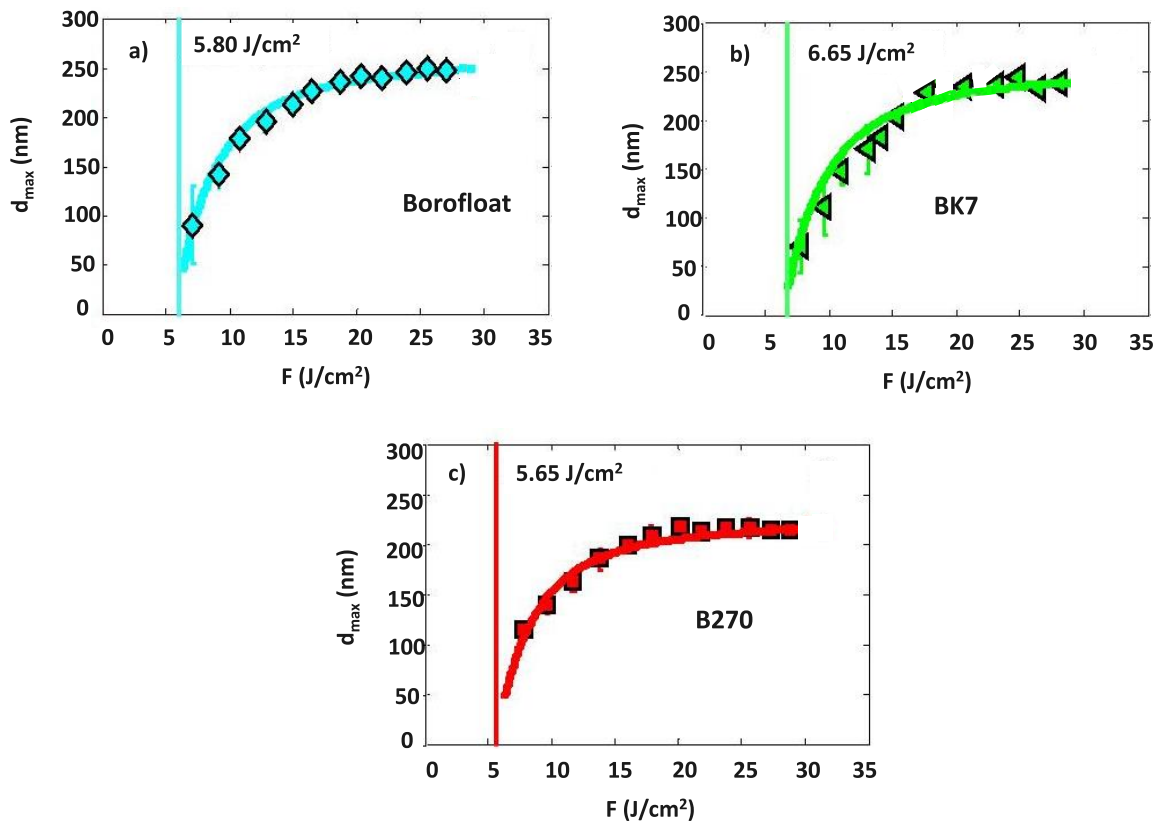 a)
5.80 J/cm²
300
250
200
150
100
50
0
d_max (nm)
Borofloat
0 5 10 15 20 25 30 35
F (J/cm²)
b)
6.65 J/cm²
300
250
200
150
100
50
0
d_max (nm)
BK7
0 5 10 15 20 25 30 35
F (J/cm²)
c)
5.65 J/cm²
300
250
200
150
100
50
0
d_max (nm)
B270
0 5 10 15 20 25 30 35
F (J/cm²)